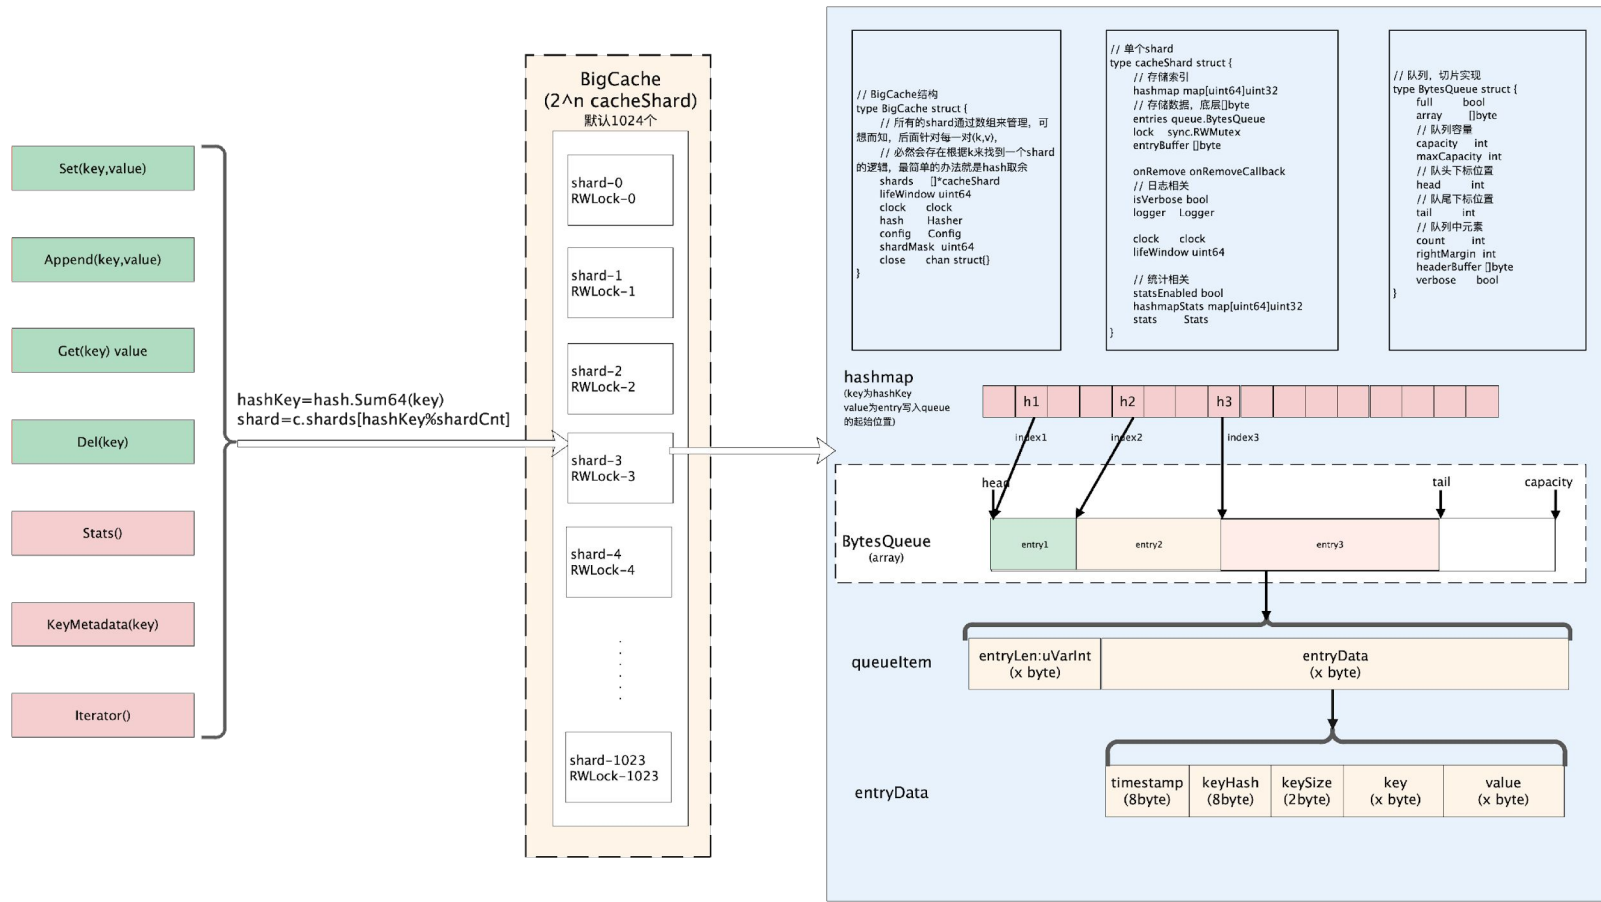 Set(key,value)
Append(key,value)
Get(key) value
Del(key)
Stats()
KeyMetadata(key)
Iterator()
hashKey=hash.Sum64(key)
shard=c.shards[hashKey%shardCnt]
BigCache
(2^n cacheShard)
默认1024个
shard-0
RWLock-0
shard-1
RWLock-1
shard-2
RWLock-2
shard-3
RWLock-3
shard-4
RWLock-4
shard-1023
RWLock-1023
// BigCache结构
type BigCache struct {
// 所有的shard通过数组来管理，可
想而知，后面针对每一对(k,v)，
// 必然会存在根据k来找到一个shard
的逻辑，最简单的办法就是hash取余
shards []*cacheShard
lifeWindow uint64
clock clock
hash Hasher
config Config
shardMask uint64
close chan struct{}
}
// 单个shard
type cacheShard struct {
// 存储索引
hashmap map[uint64]uint32
// 存储数据，底层[]byte
entries queue.BytesQueue
lock sync.RWMutex
entryBuffer []byte
onRemove onRemoveCallback
// 日志相关
isVerbose bool
logger Logger
clock clock
lifeWindow uint64
// 统计相关
statsEnabled bool
hashmapStats map[uint64]uint32
stats Stats
}
// 队列，切片实现
type BytesQueue struct {
full bool
array []byte
// 队列容量
capacity int
maxCapacity int
// 队头下标位置
head int
// 队尾下标位置
tail int
// 队列中元素
count int
rightMargin int
headerBuffer []byte
verbose bool
}
hashmap
(key为hashKey
value为entry写入queue
的起始位置)
h1
h2
h3
index1
index2
index3
head
tail
capacity
BytesQueue
(array)
entry1
entry2
entry3
queueItem
entryLen:uVarInt
(x byte)
entryData
(x byte)
entryData
timestamp
(8byte)
keyHash
(8byte)
keySize
(2byte)
key
(x byte)
value
(x byte)